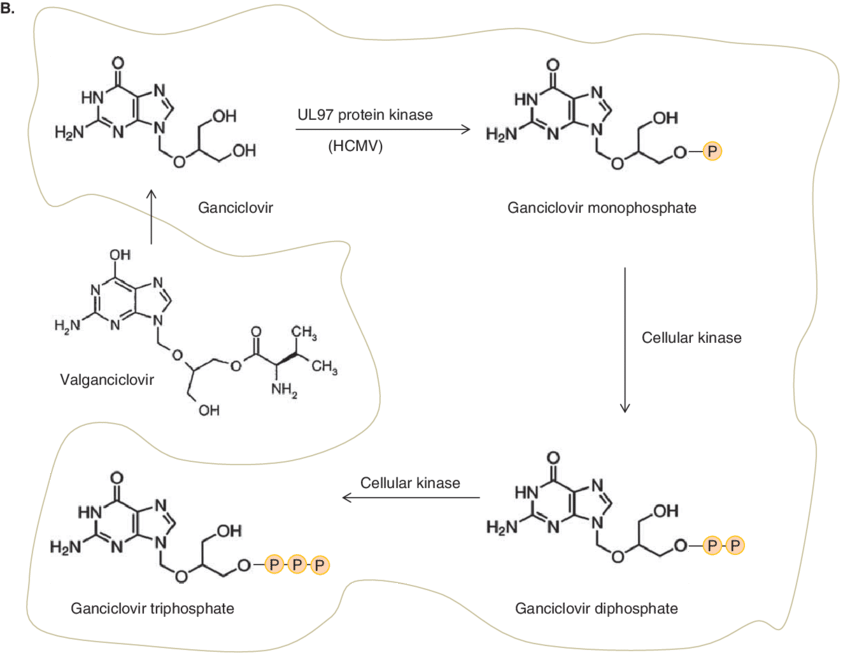 B.
O
HN
N
H₂N
N
N
OH
O
OH
Ganciclovir
UL97 protein kinase
(HCMV)
O
HN
N
H₂N
N
N
OH
O
O
P
Ganciclovir monophosphate
OH
N
N
H₂N
N
N
O
O
O
CH₃
CH₃
NH₂
OH
Valganciclovir
Cellular kinase
O
HN
N
H₂N
N
N
OH
O
O
P P
Ganciclovir diphosphate
Cellular kinase
O
HN
N
H₂N
N
N
OH
O
O
P P P
Ganciclovir triphosphate